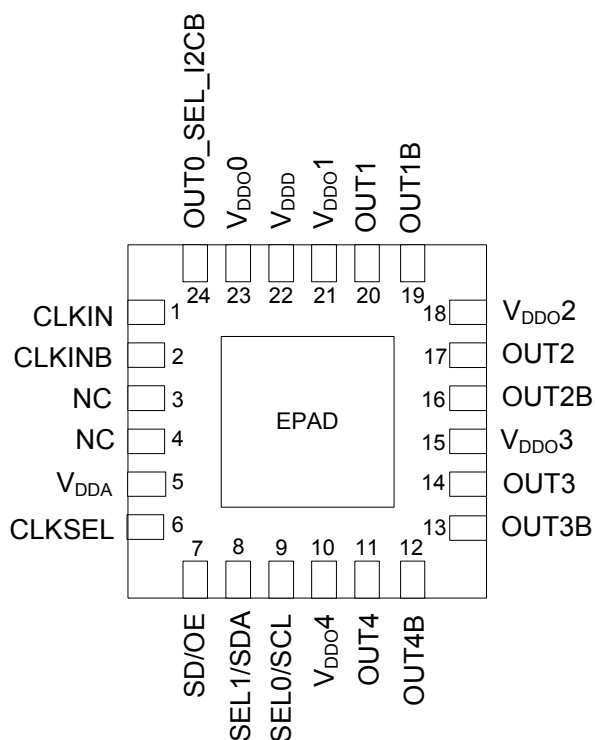 OUT0_SEL_I2CB
VDDO0
VDDD
VDDO1
OUT1
OUT1B
24
23
22
21
20
19
CLKIN
1
CLKINB
2
NC
3
NC
4
VDDA
5
CLKSEL
6
EPAD
18
VDDO2
17
OUT2
16
OUT2B
15
VDDO3
14
OUT3
13
OUT3B
7
8
9
10
11
12
SD/OE
SEL1/SDA
SEL0/SCL
VDDO4
OUT4
OUT4B